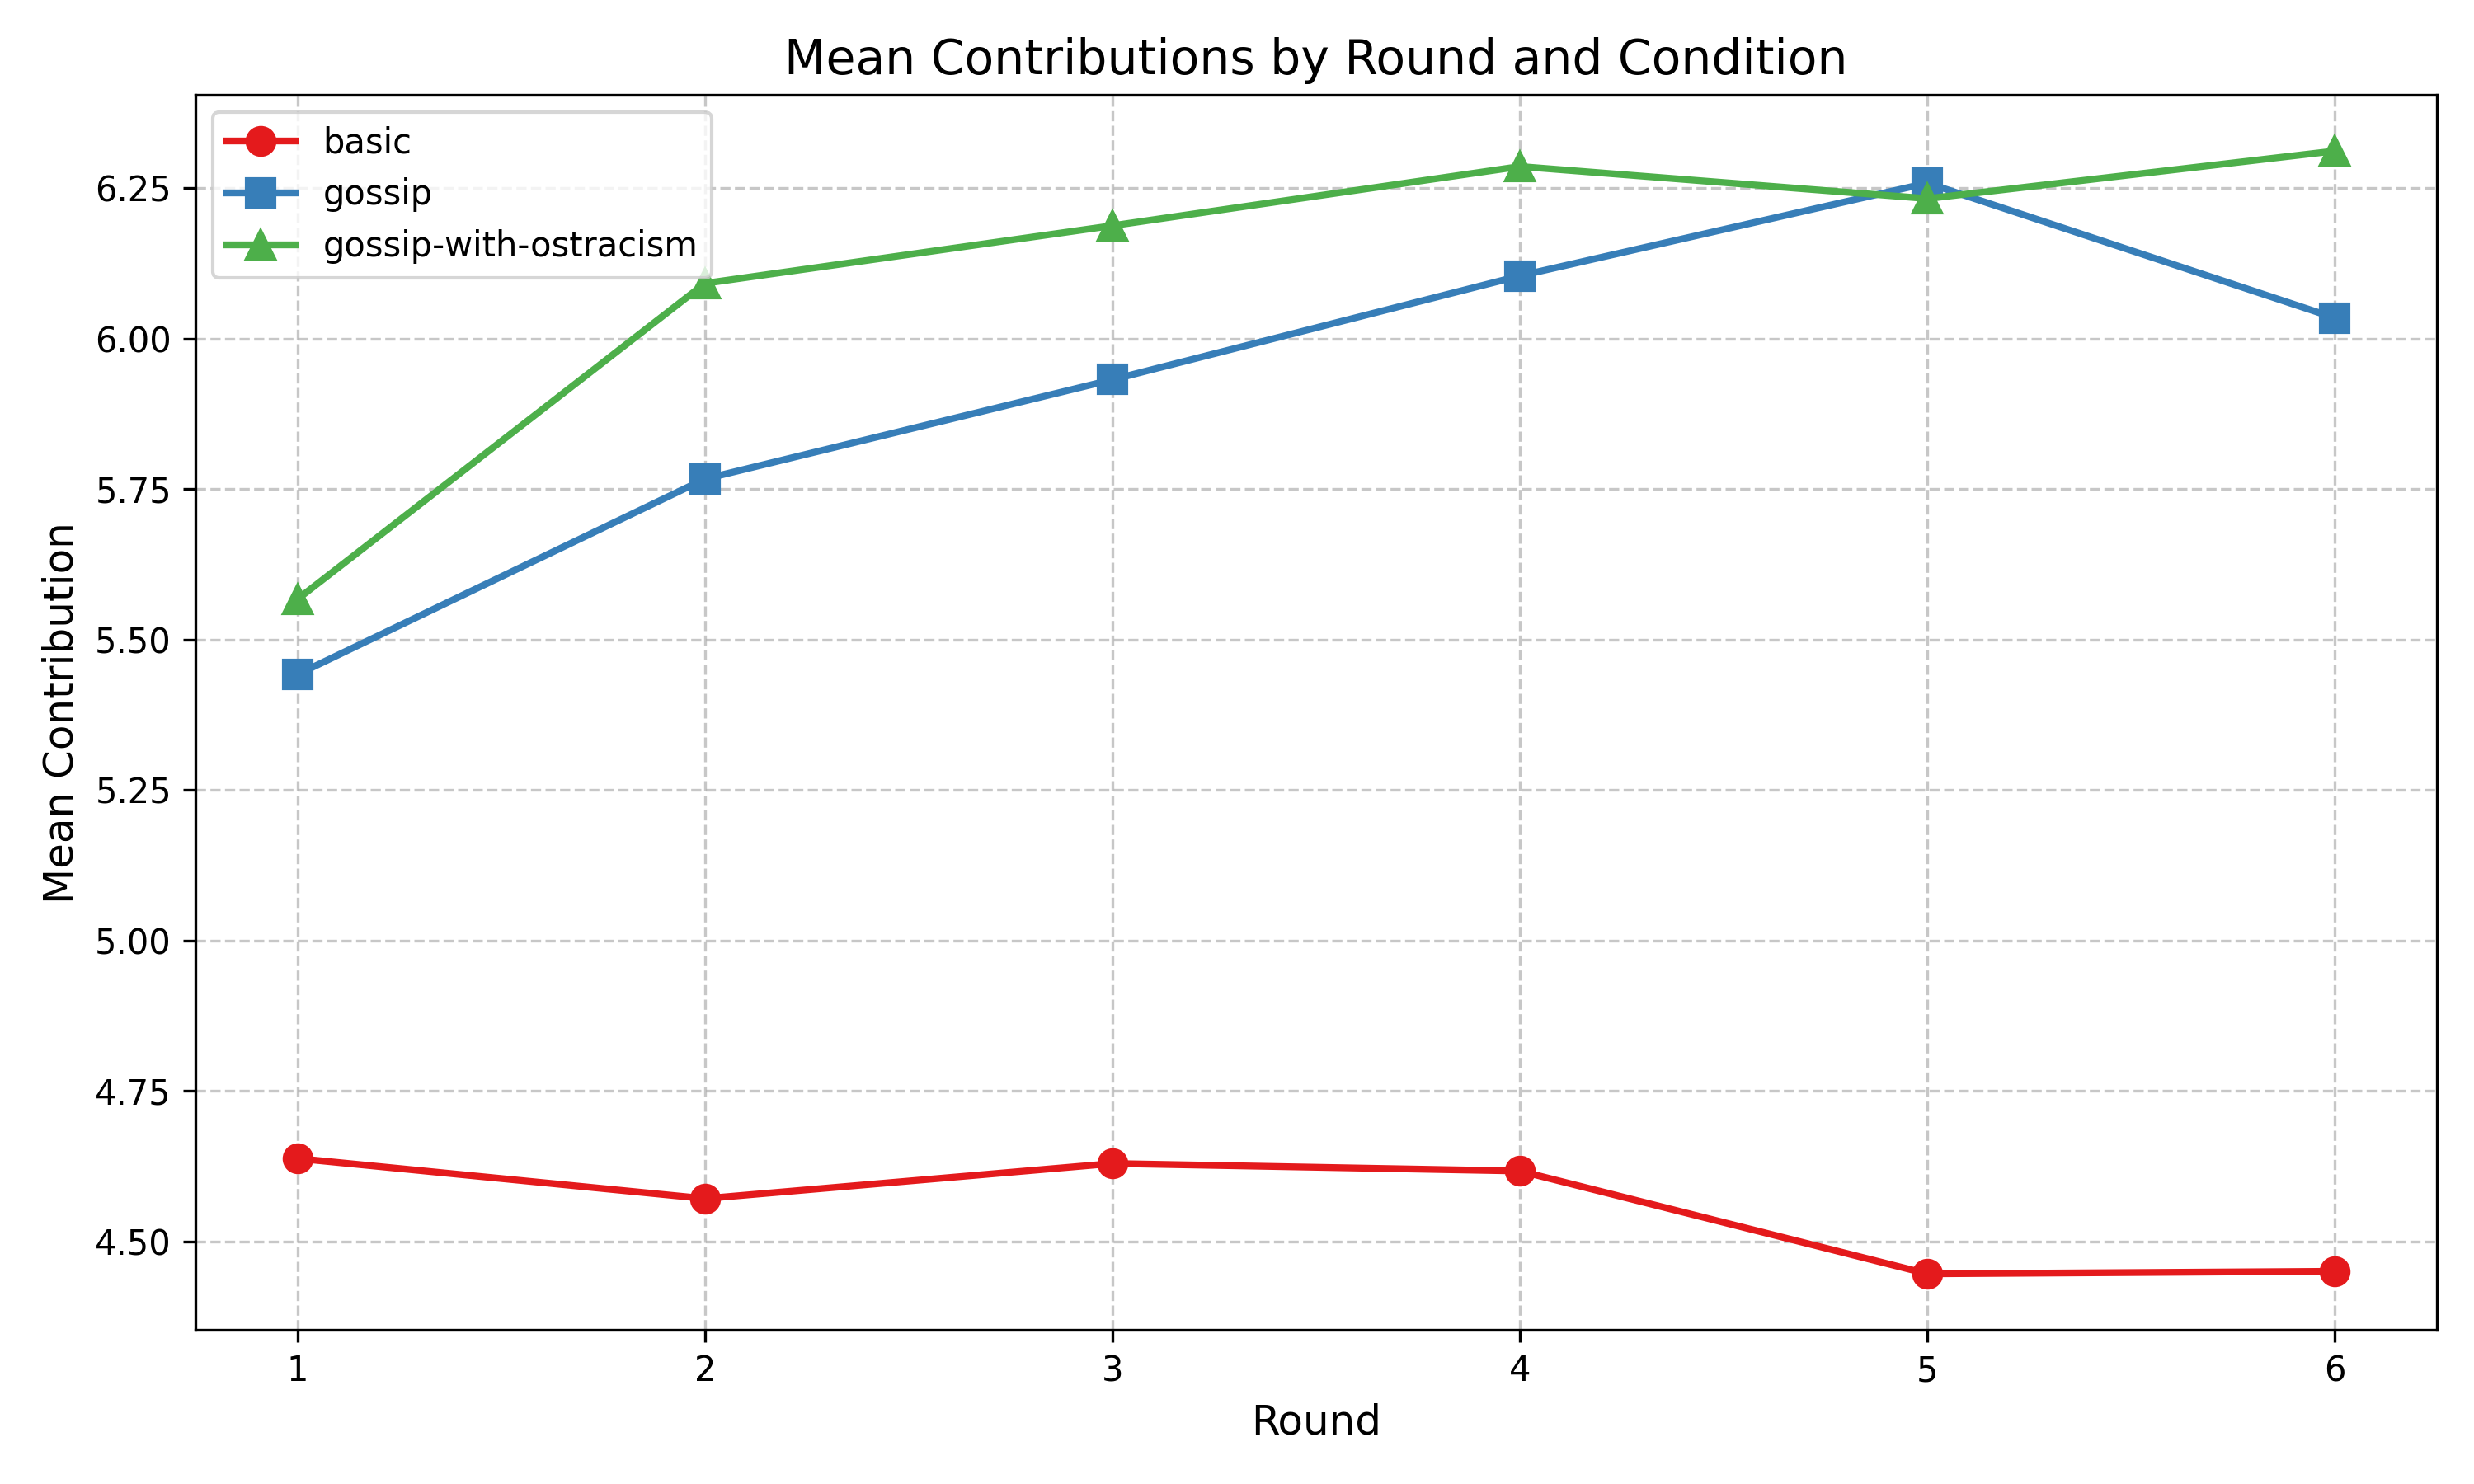 Mean Contributions by Round and Condition
basic
gossip
gossip-with-ostracism
Mean Contribution
6.25
6.00
5.75
5.50
5.25
5.00
4.75
4.50
1 2 3 4 5 6
Round